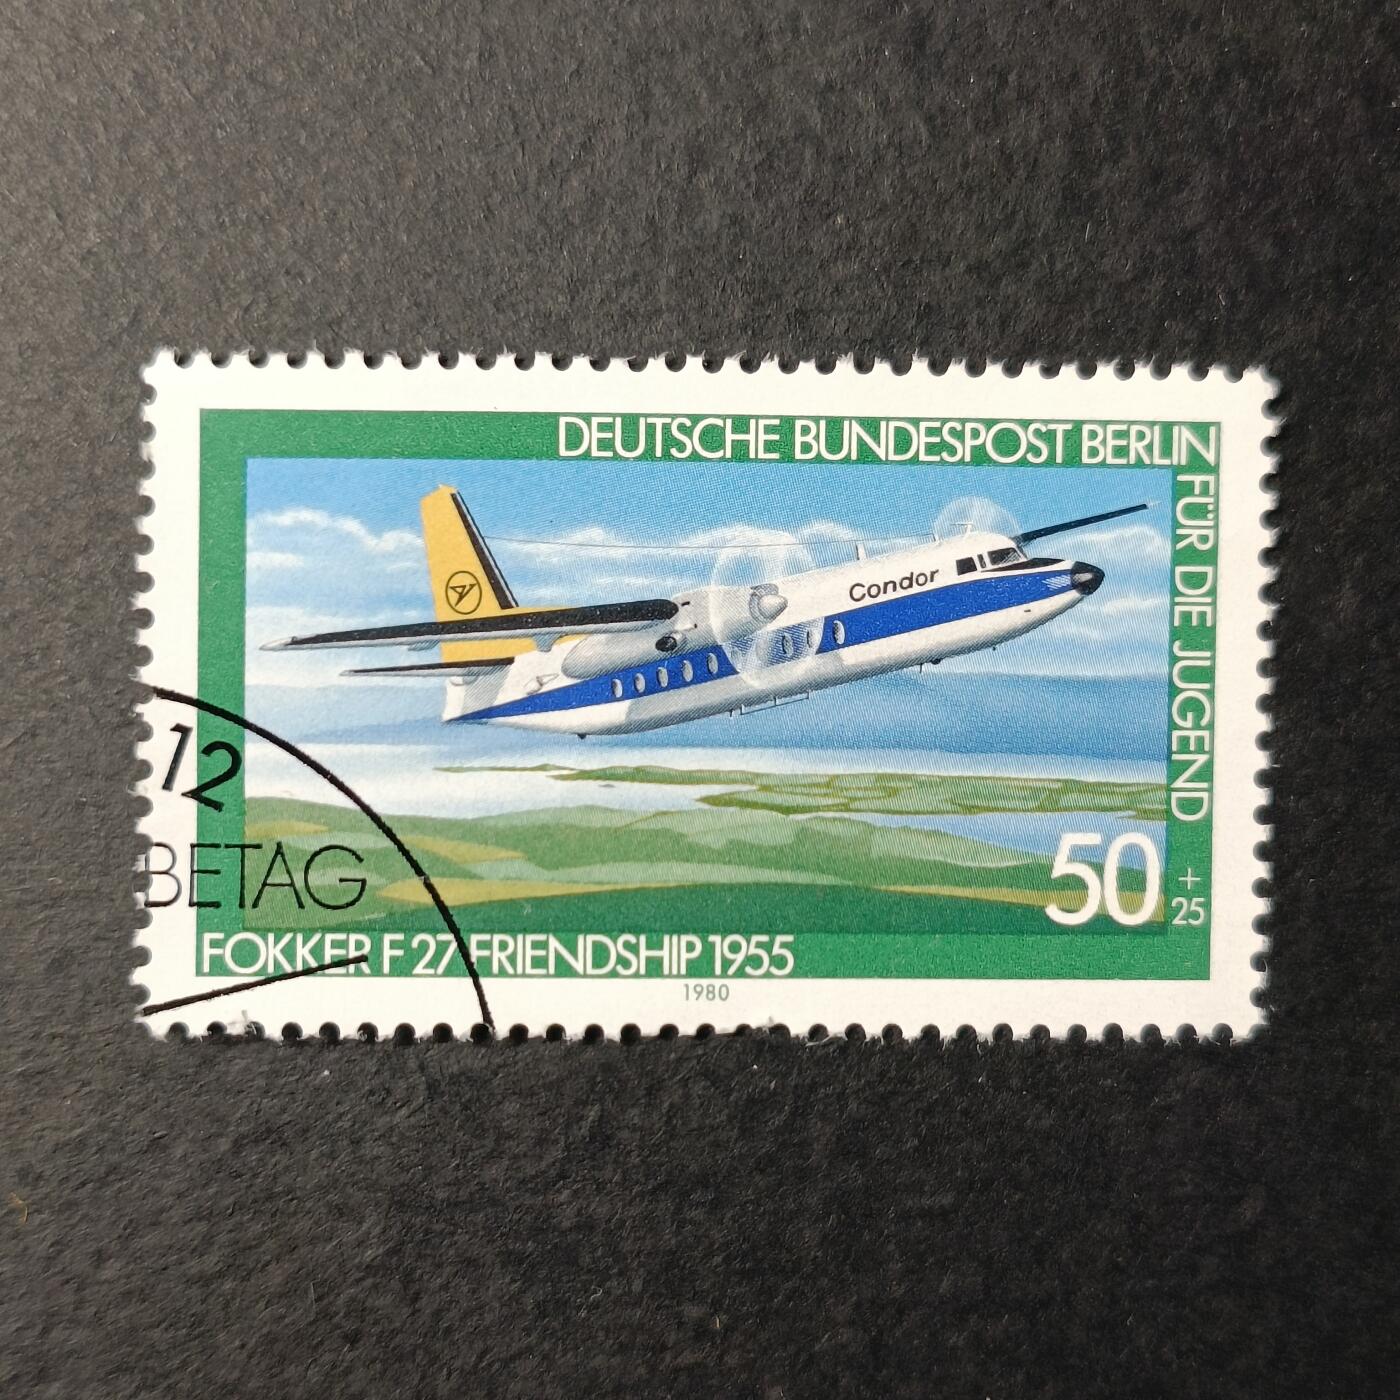 DEUTSCHE BUNDESPOST BERLIN
FÜR DIE JUGEND
Condor
12
BETAG
50 + 25
FOKKER F 27 FRIENDSHIP 1955
1980